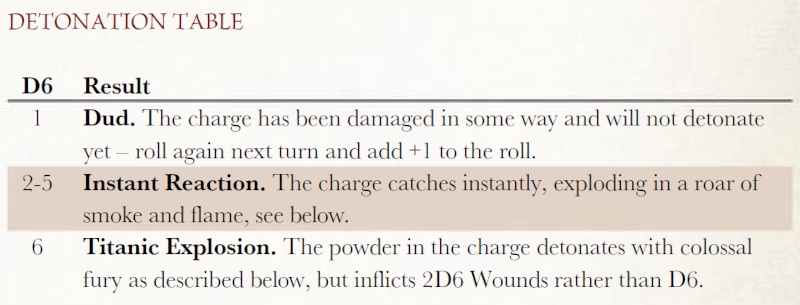 DETONATION TABLE
D6 Result
1 Dud. The charge has been damaged in some way and will not detonate
yet – roll again next turn and add +1 to the roll.
2-5 Instant Reaction. The charge catches instantly, exploding in a roar of
smoke and flame, see below.
6 Titanic Explosion. The powder in the charge detonates with colossal
fury as described below, but inflicts 2D6 Wounds rather than D6.